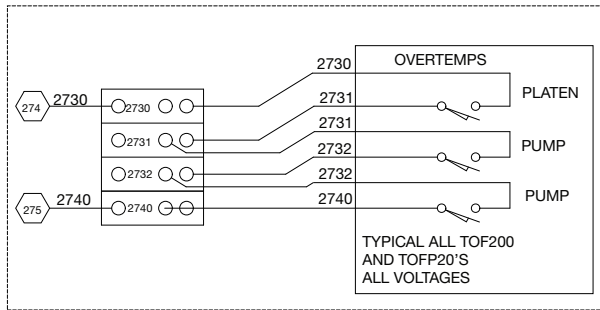 OVERTEMPS
2730
274
2730
2730
PLATEN
2731
2731
2731
PUMP
2732
2732
2732
PUMP
275
2740
2740
2740
TYPICAL ALL TOF200
AND TOFP20'S
ALL VOLTAGES